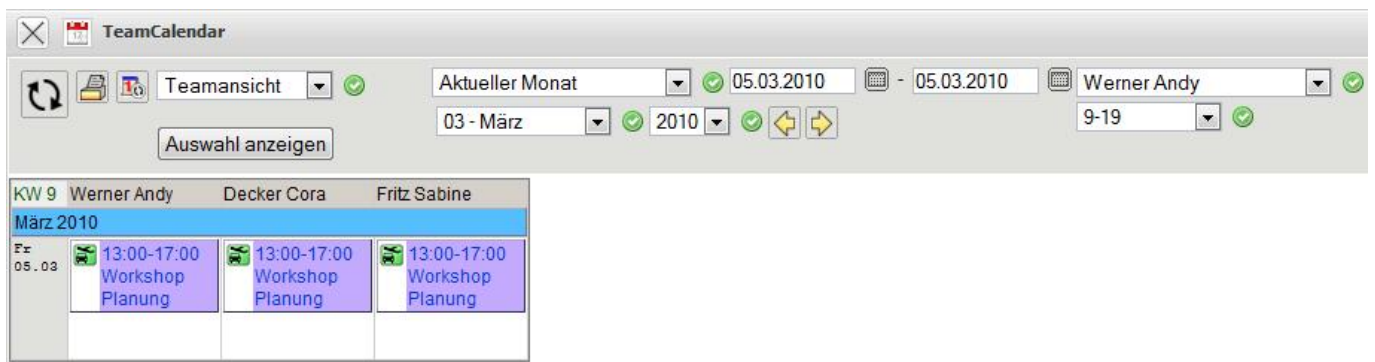 TeamCalendar
Teamansicht
Aktueller Monat
05.03.2010 - 05.03.2010
Werner Andy
03 - März
2010
9-19
Auswahl anzeigen
KW 9 Werner Andy Decker Cora Fritz Sabine
März 2010
Fr 13:00-17:00 13:00-17:00 13:00-17:00
05.03 Workshop Workshop Workshop
Planung Planung Planung